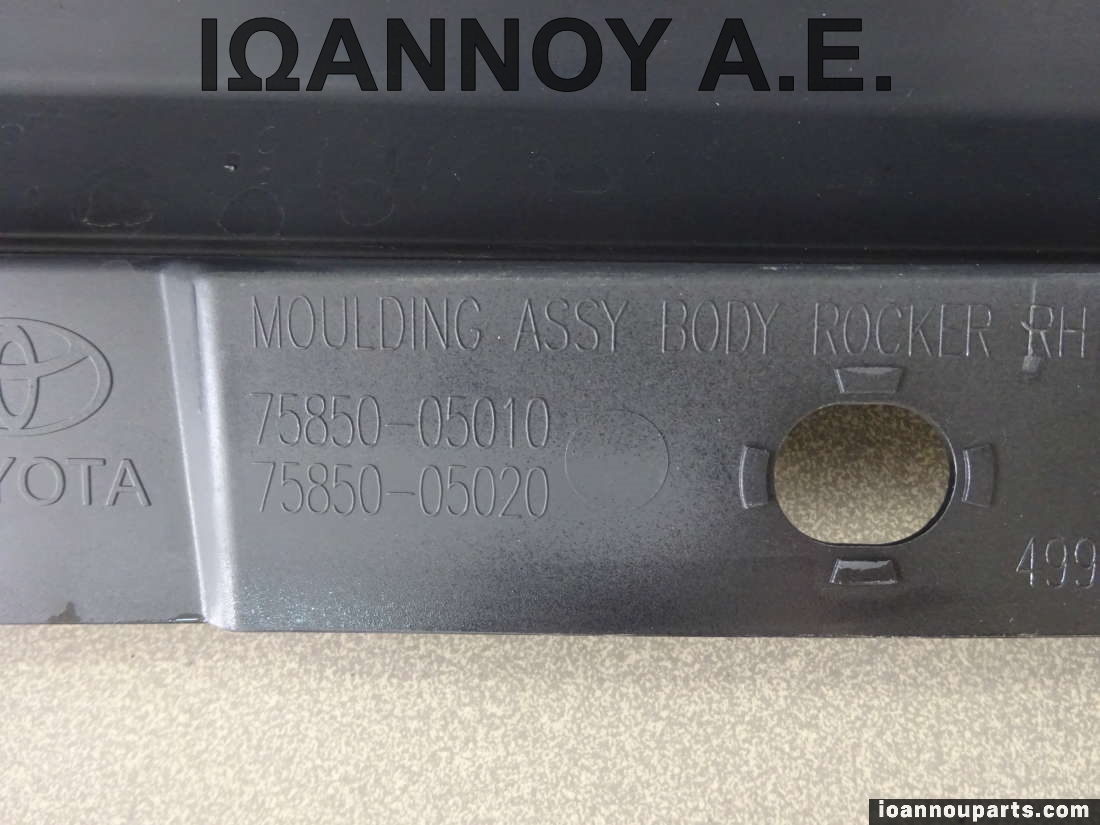 ΙΩΑΝΝΟΥ Α.Ε.
MOULDING ASSY BODY ROCKER RH
75850-05010
75850-05020
YOTA
499
ioannouparts.com